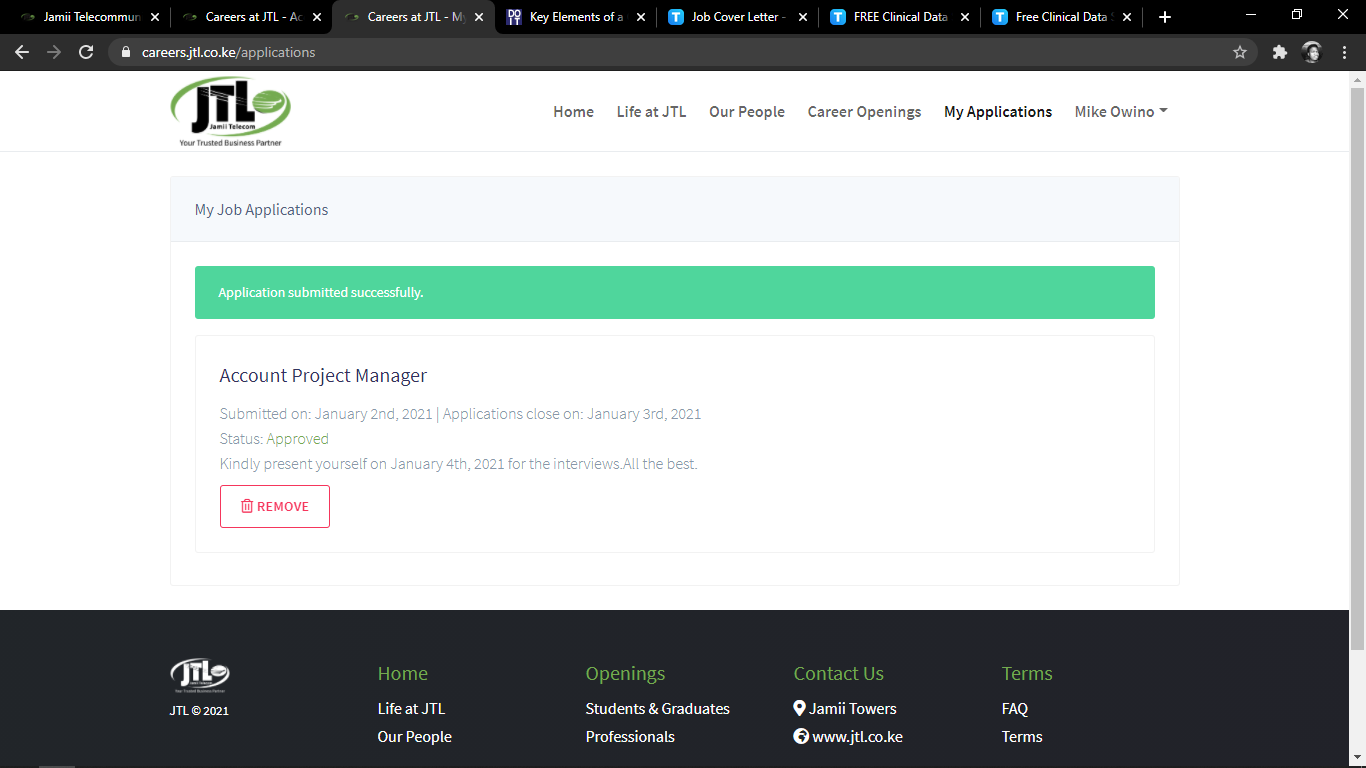 Jamii Telecommun
Careers at JTL - Ac
Careers at JTL - My
Key Elements of a
Job Cover Letter -
FREE Clinical Data
Free Clinical Data S
careers.jtl.co.ke/applications
JTL
Jamii Telecom
Your Trusted Business Partner
Home
Life at JTL
Our People
Career Openings
My Applications
Mike Owino
My Job Applications
Application submitted successfully.
Account Project Manager
Submitted on: January 2nd, 2021 | Applications close on: January 3rd, 2021
Status: Approved
Kindly present yourself on January 4th, 2021 for the interviews.All the best.
REMOVE
JTL
Your Trusted Business Partner
JTL © 2021
Home
Life at JTL
Our People
Openings
Students & Graduates
Professionals
Contact Us
Jamii Towers
www.jtl.co.ke
Terms
FAQ
Terms